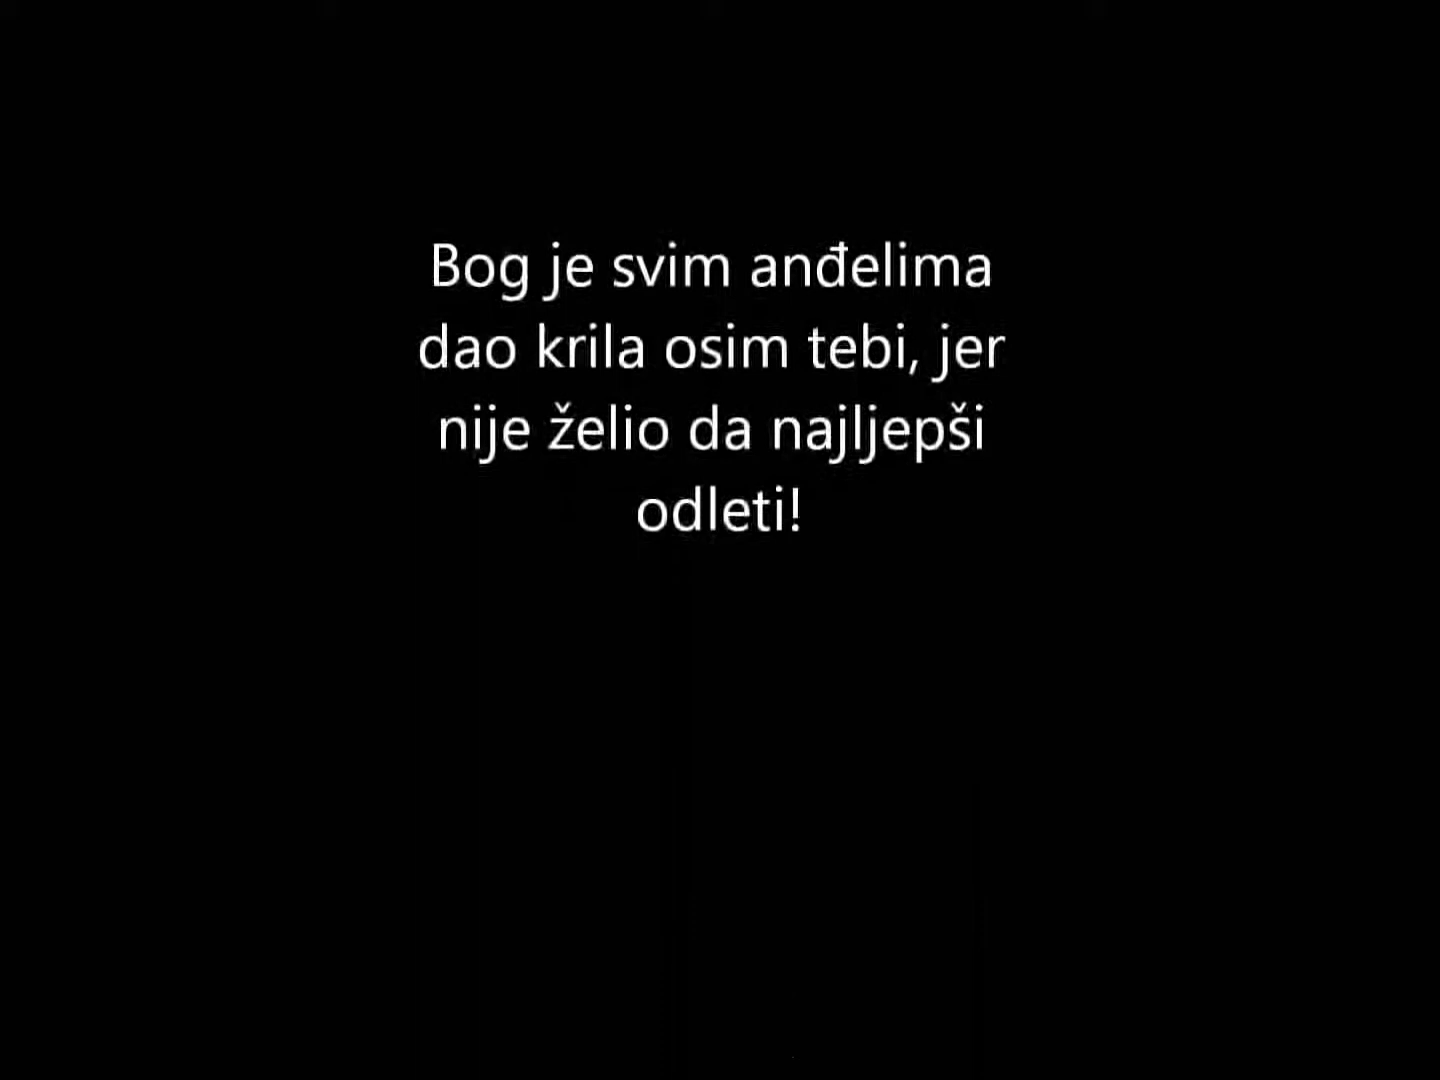 Bog je svim anđelima
dao krila osim tebi, jer
nije želio da najljepši
odleti!